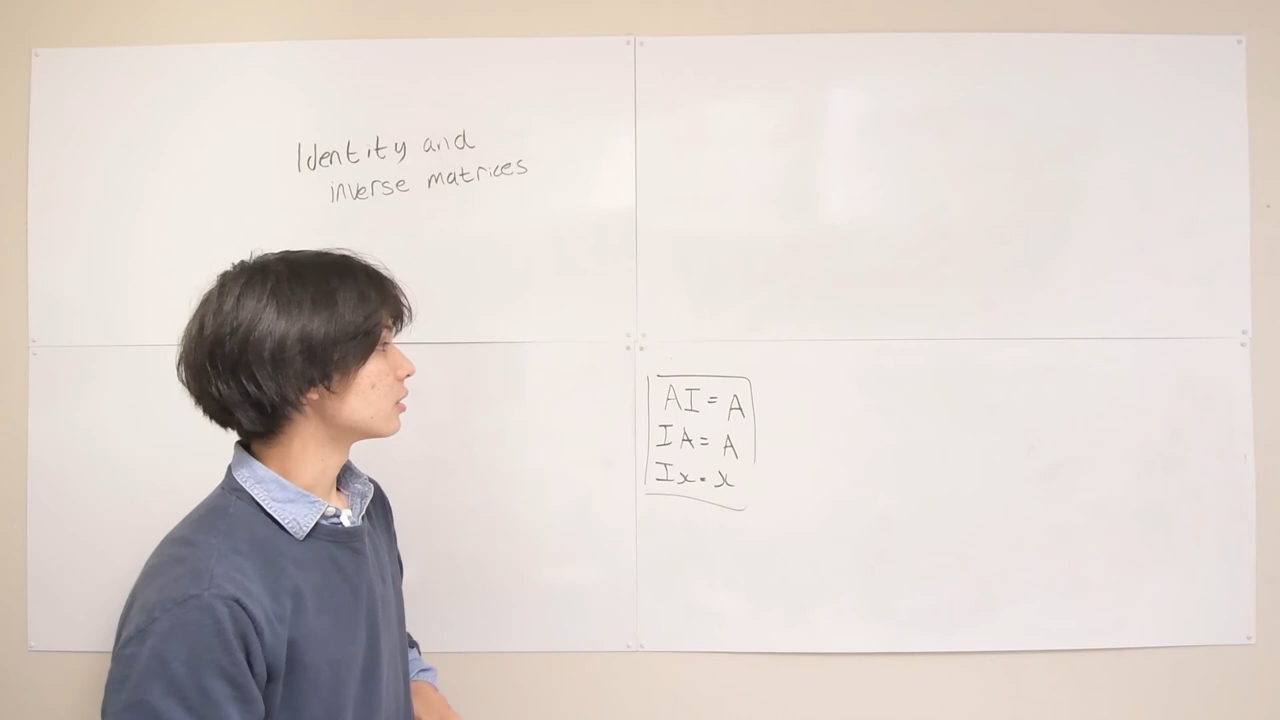 Identity and
inverse matrices
AI = A
IA = A
Ix = x